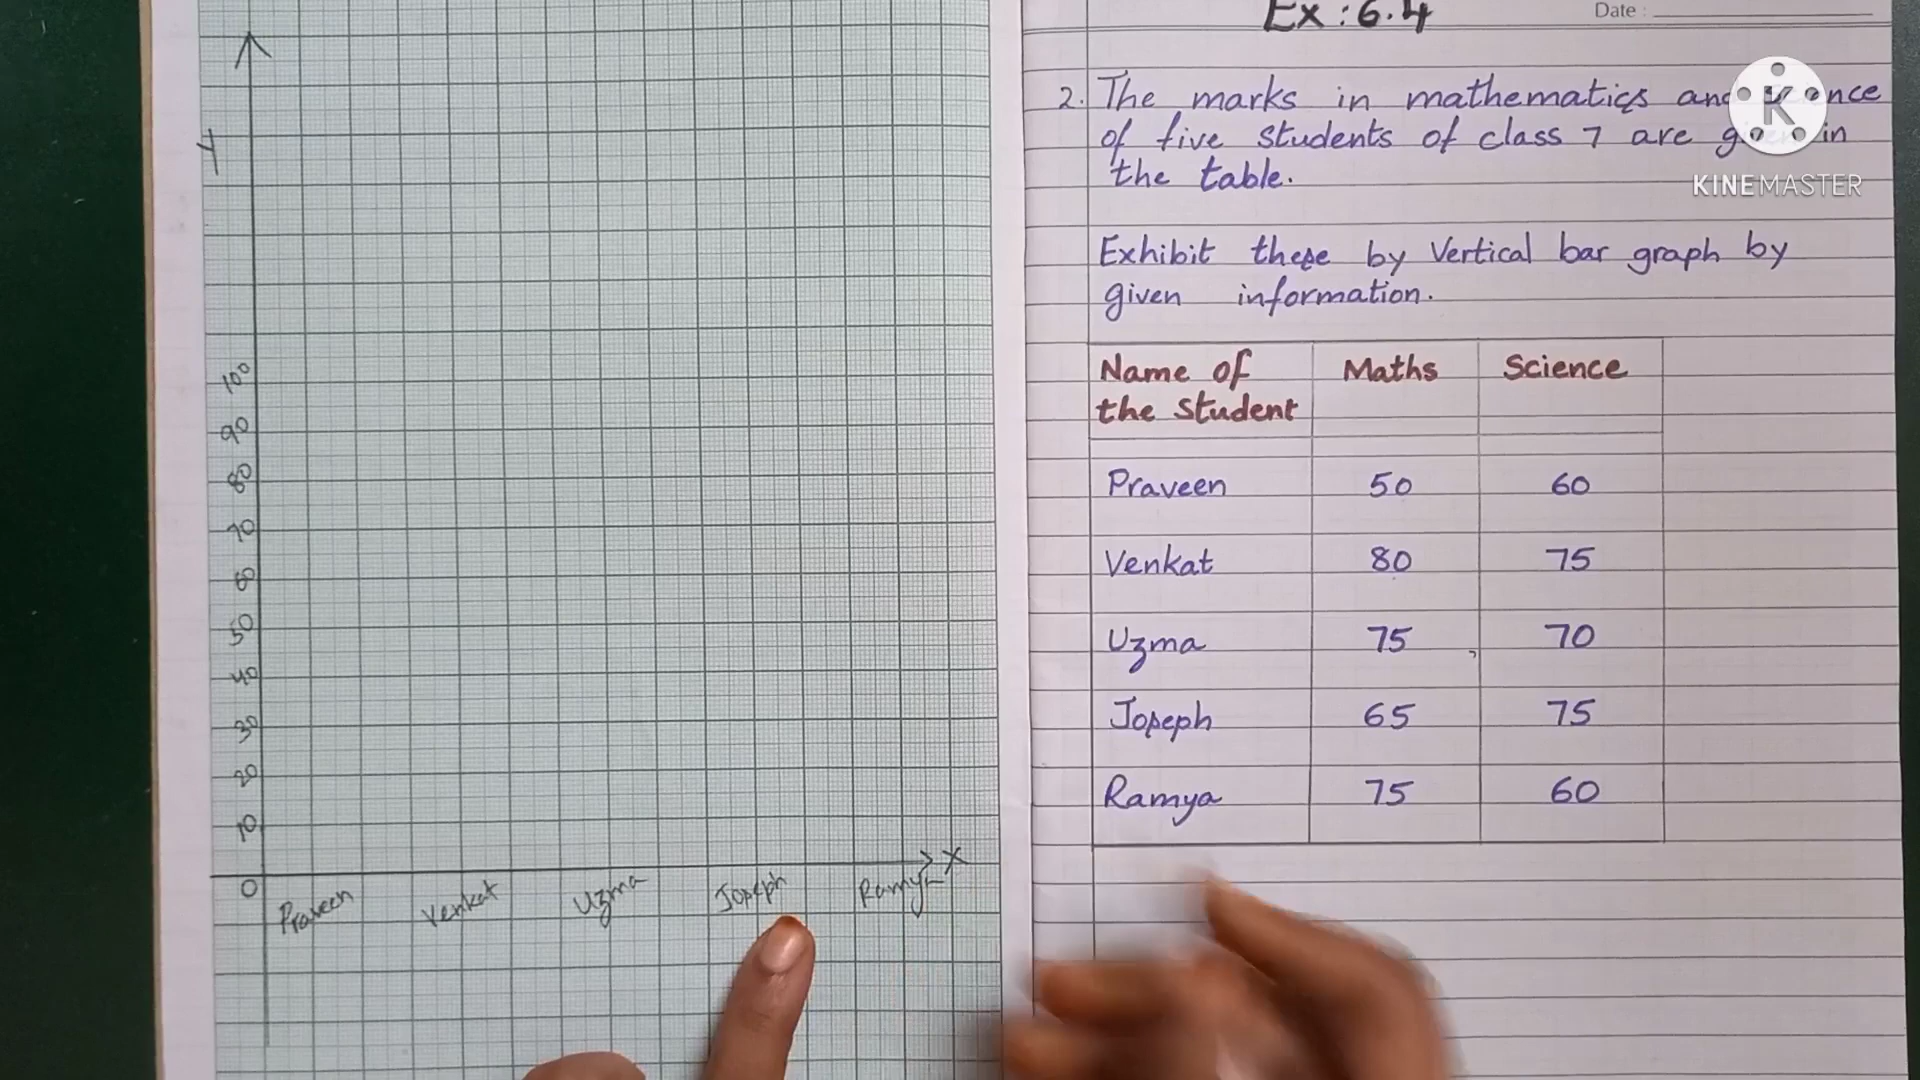 Y
100
90
80
70
60
50
40
30
20
10
0
X
Praveen Venkat Uzma Joseph Ramya
Ex : 6.4
Date :
2. The marks in mathematics and
of five students of class 7 are in
the table.
Exhibit these by Vertical bar graph by
given information.
Name of Maths Science
the Student
Praveen 50 60
Venkat 80 75
Uzma 75 70
Joseph 65 75
Ramya 75 60
K
KINEMASTER